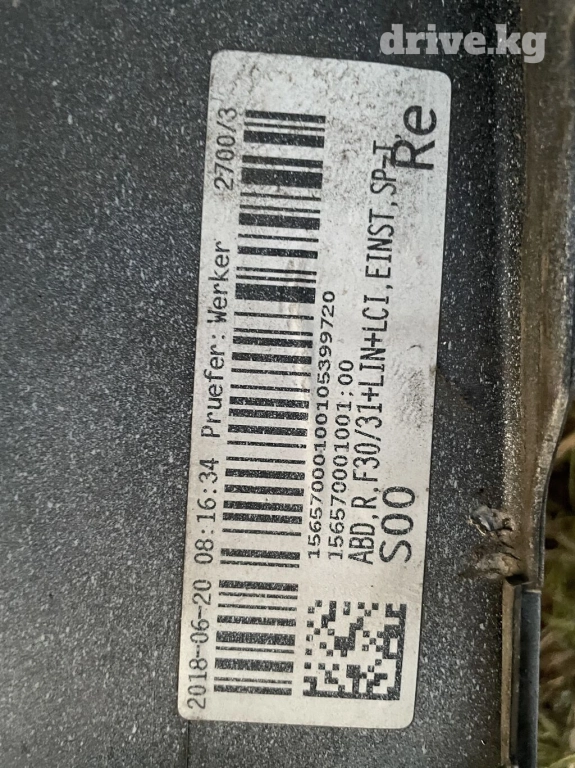 drive.kg
2018-06-20 08:16:34 Pruefer: Werker 2700/3
156570001001053997​20
156570001001;00
ABD,R,F30/31+LIN+LCI,EINST,SP-T,
S00
Re